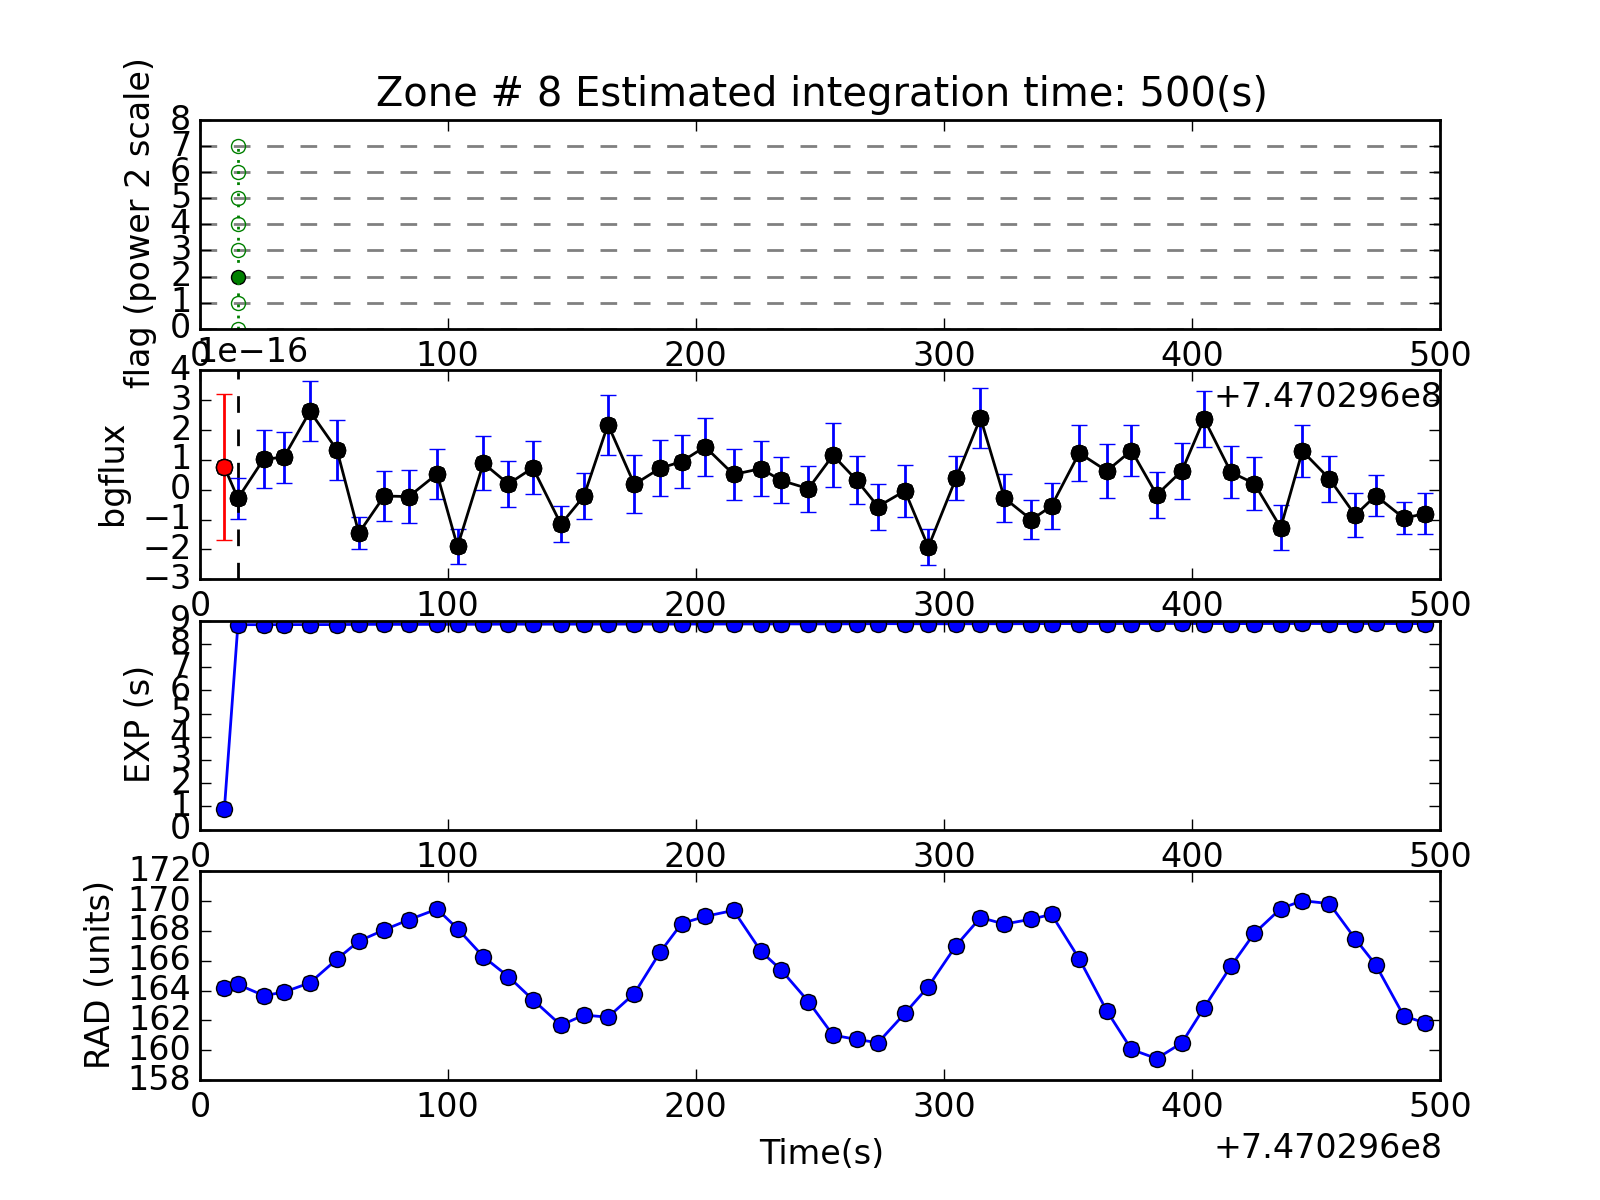 Zone # 8 Estimated integration time: 500(s)
flag (power 2 scale)
8
7
6
5
4
3
2
1
0
0 100 200 300 400 500
1e−16
+7.470296e8
bgflux
4
3
2
1
0
−1
−2
−3
0 100 200 300 400 500
EXP (s)
9
8
7
6
5
4
3
2
1
0
0 100 200 300 400 500
RAD (units)
172
170
168
166
164
162
160
158
0 100 200 300 400 500
Time(s)
+7.470296e8